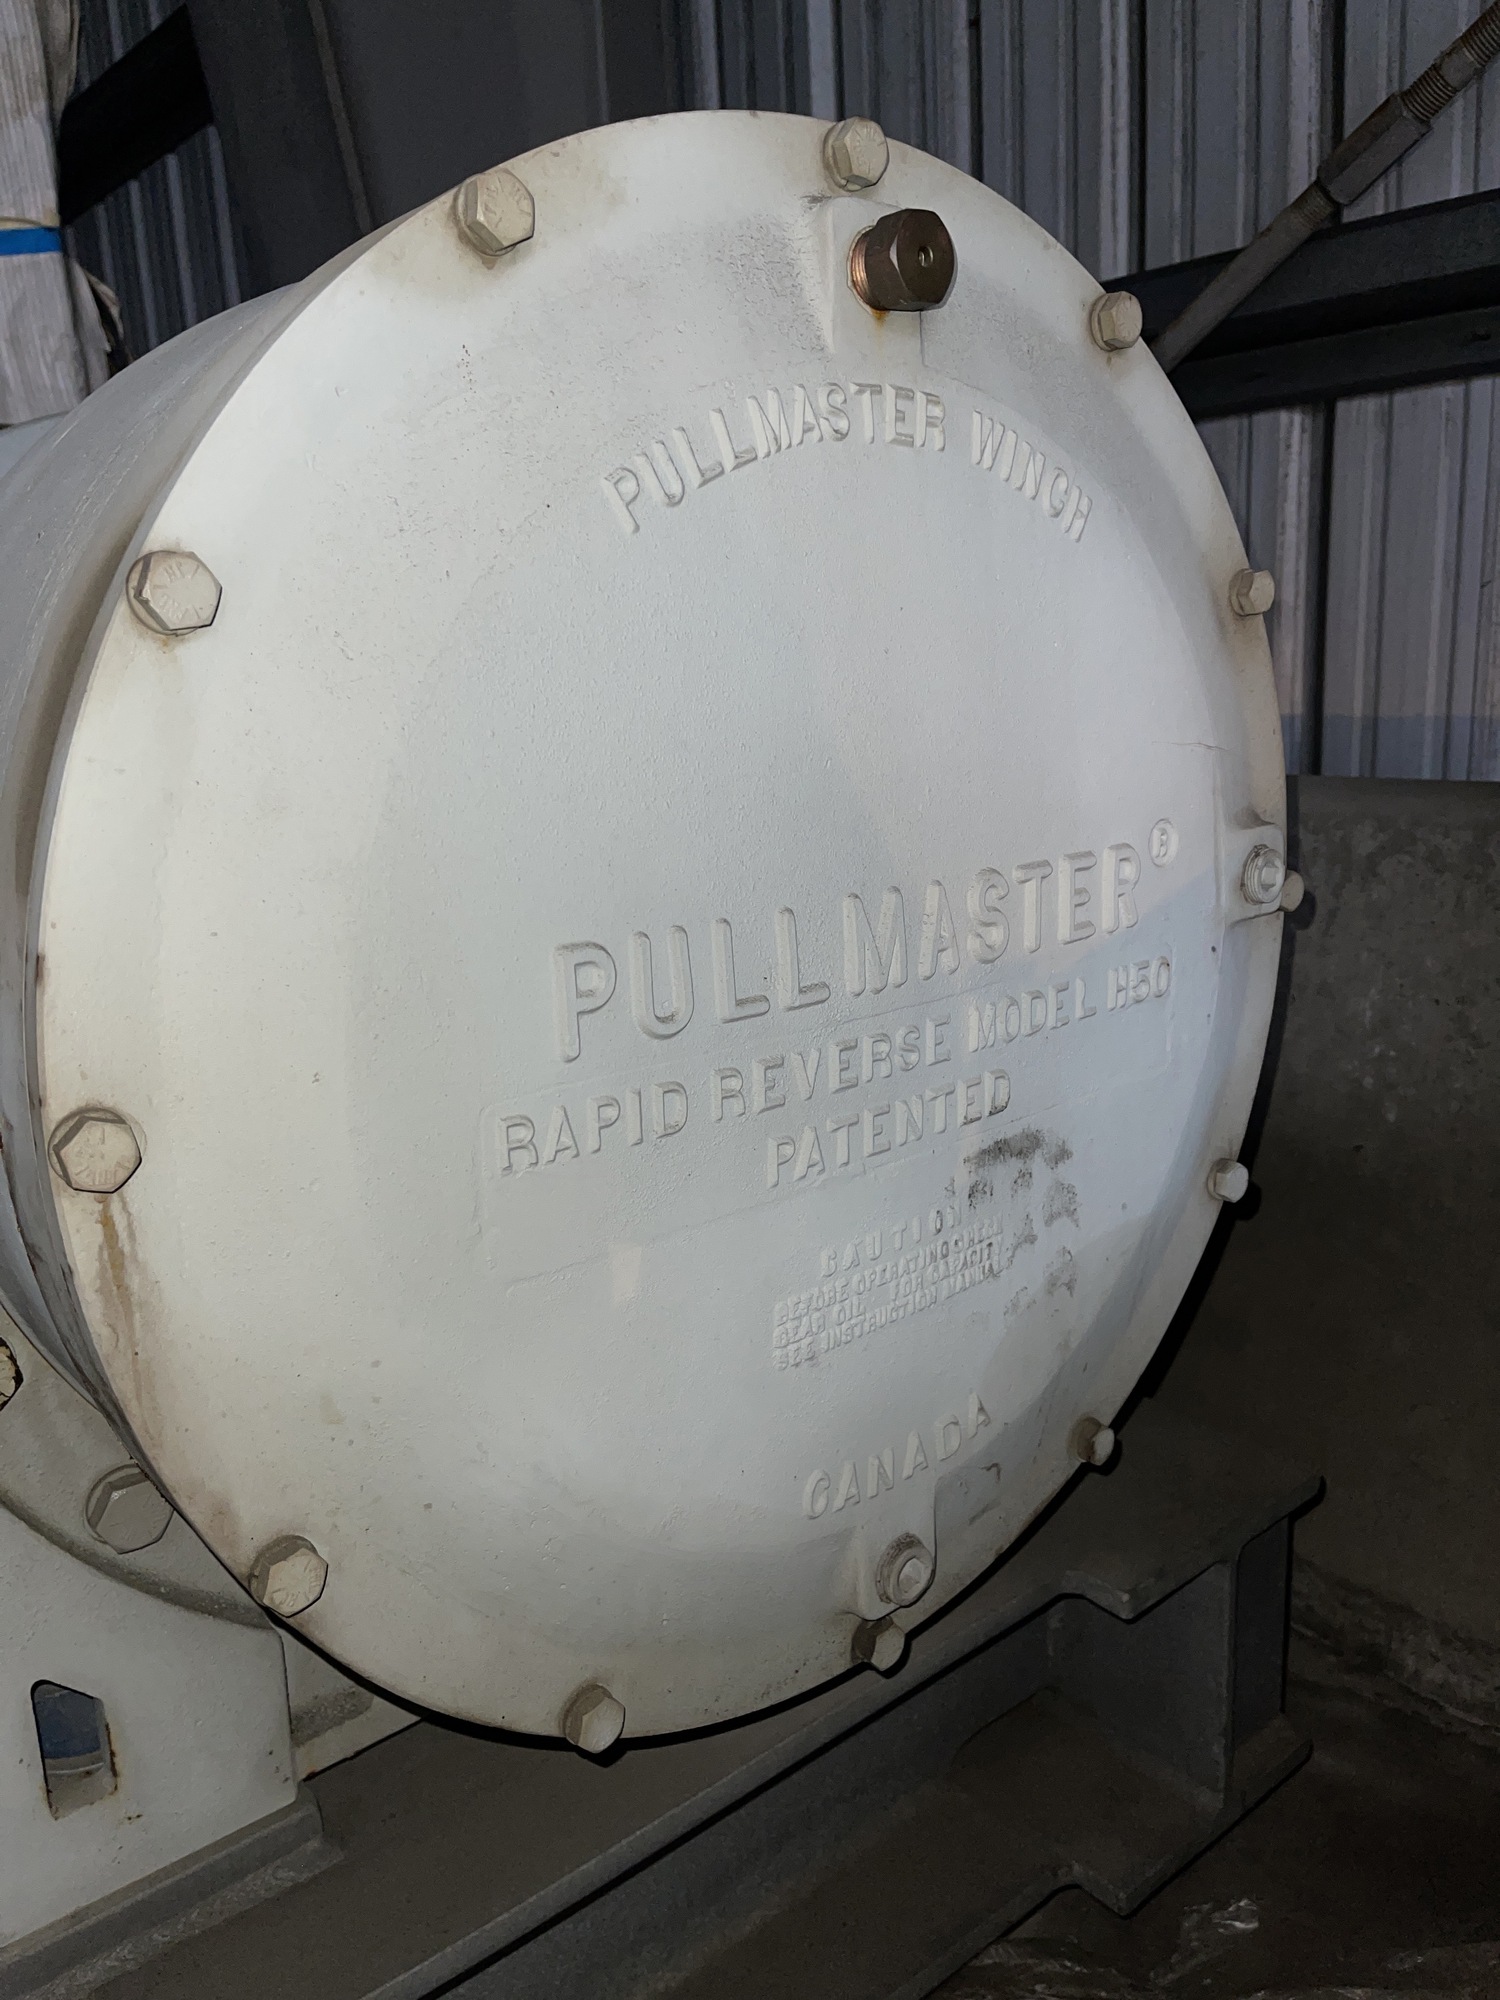 PULLMASTER WINCH
PULLMASTER®
RAPID REVERSE MODEL H50
PATENTED
CAUTION
BEFORE OPERATING CHECK
GEAR OIL FOR CAPACIT
SEE INSTRUCTION MANUAL
CANADA